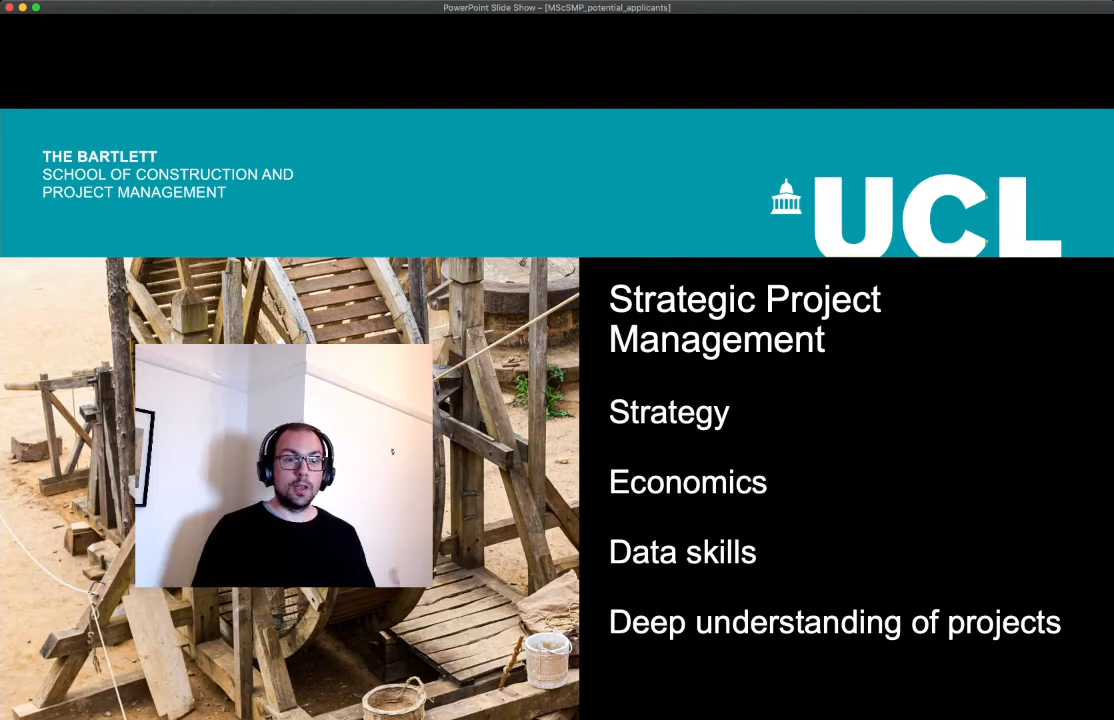 PowerPoint Slide Show – [MScSMP_potential_applicants]
THE BARTLETT
SCHOOL OF CONSTRUCTION AND
PROJECT MANAGEMENT
UCL
Strategic Project
Management
Strategy
Economics
Data skills
Deep understanding of projects